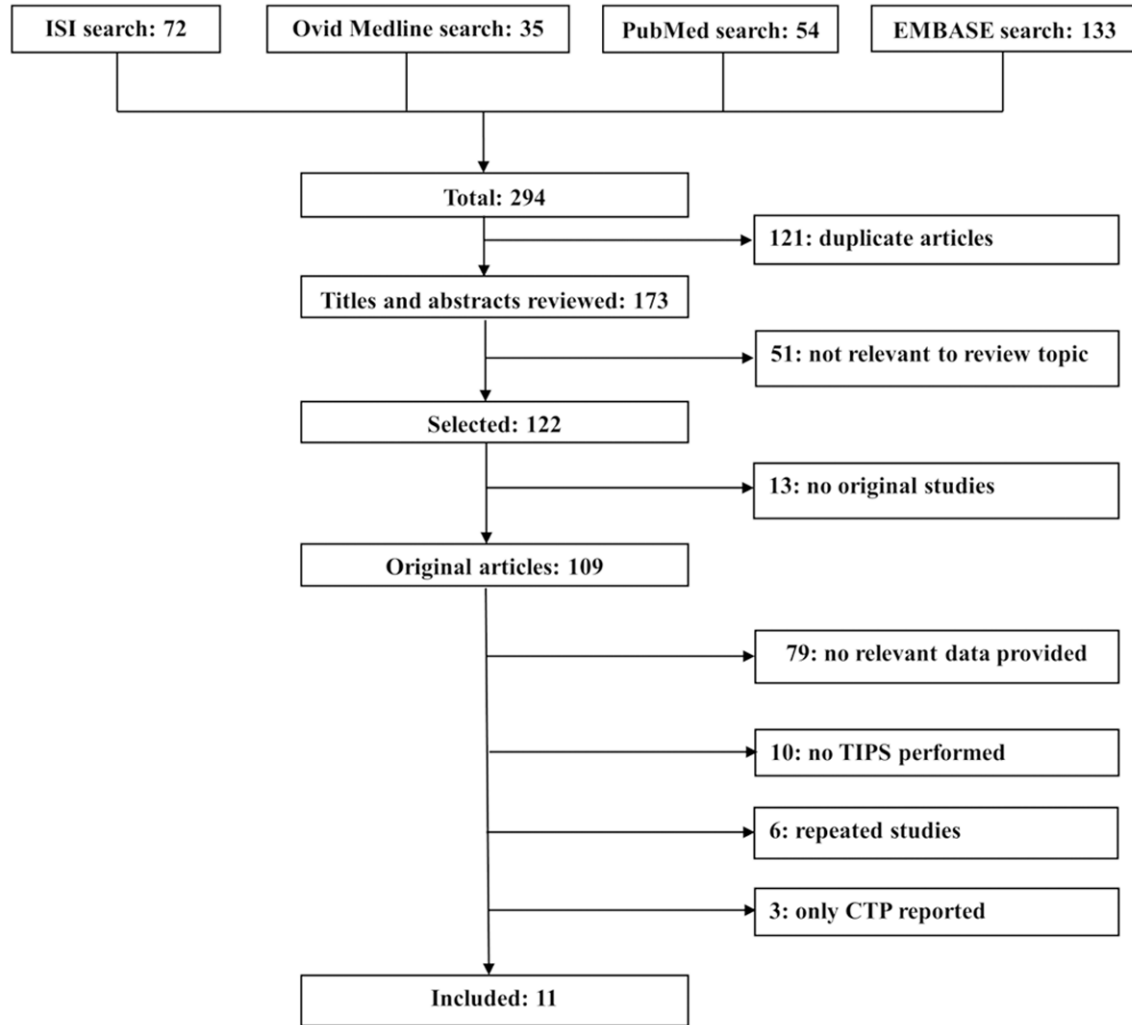 ISI search: 72
Ovid Medline search: 35
PubMed search: 54
EMBASE search: 133
Total: 294
121: duplicate articles
Titles and abstracts reviewed: 173
51: not relevant to review topic
Selected: 122
13: no original studies
Original articles: 109
79: no relevant data provided
10: no TIPS performed
6: repeated studies
3: only CTP reported
Included: 11